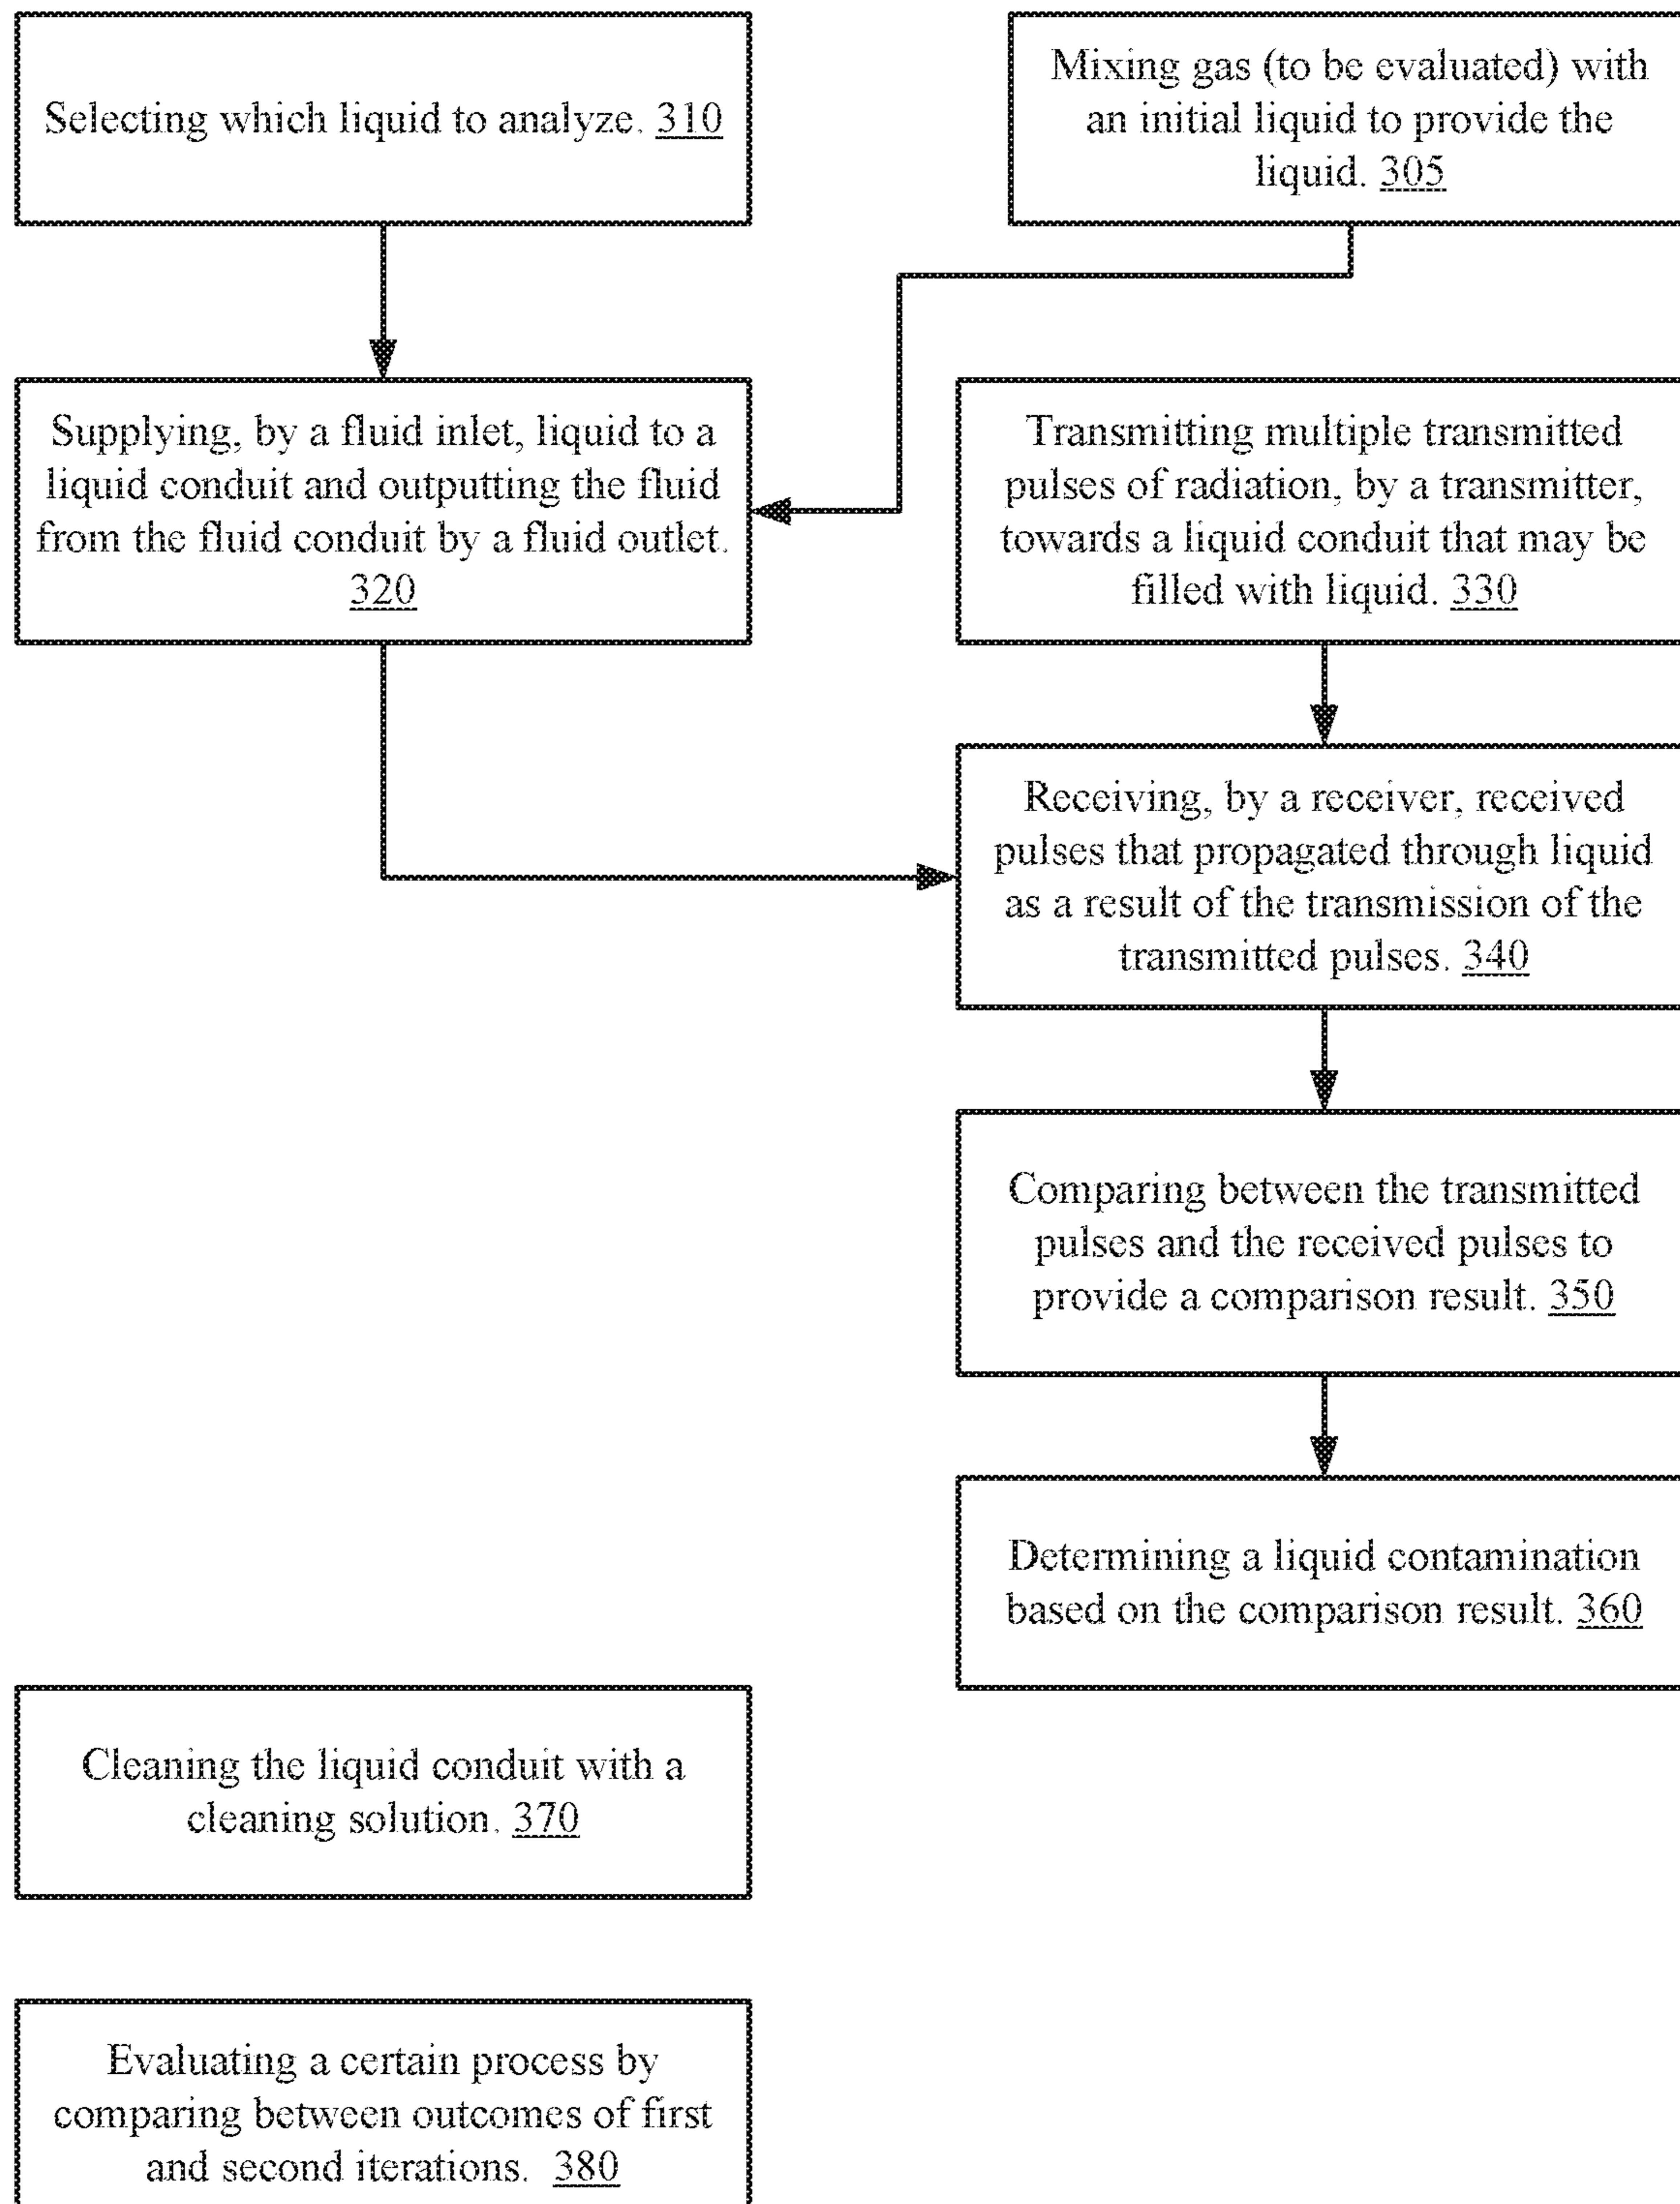 Selecting which liquid to analyze. 310
Mixing gas (to be evaluated) with
an initial liquid to provide the
liquid. 305
Supplying, by a fluid inlet, liquid to a
liquid conduit and outputting the fluid
from the fluid conduit by a fluid outlet.
320
Transmitting multiple transmitted
pulses of radiation, by a transmitter,
towards a liquid conduit that may be
filled with liquid. 330
Receiving, by a receiver, received
pulses that propagated through liquid
as a result of the transmission of the
transmitted pulses. 340
Comparing between the transmitted
pulses and the received pulses to
provide a comparison result. 350
Determining a liquid contamination
based on the comparison result. 360
Cleaning the liquid conduit with a
cleaning solution. 370
Evaluating a certain process by
comparing between outcomes of first
and second iterations. 380